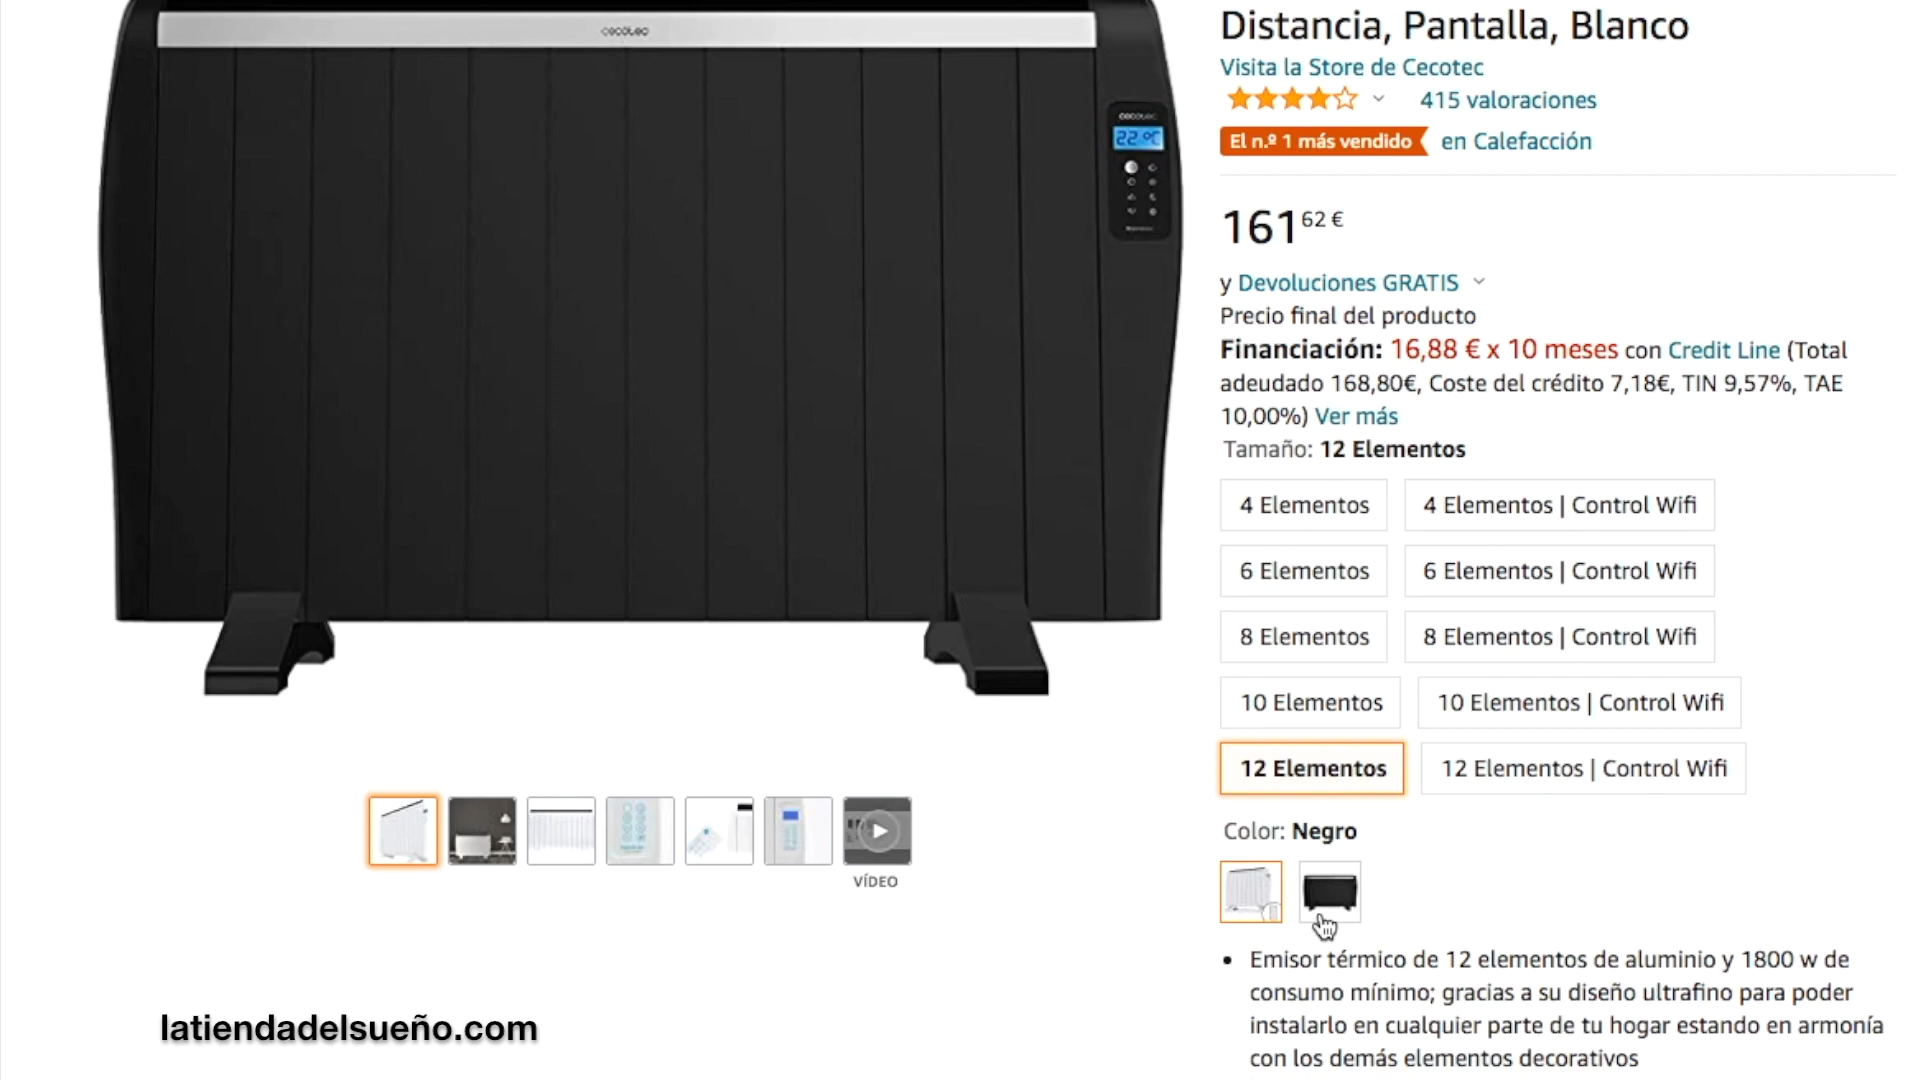 cecotec
cecotec
22 ºC
Distancia, Pantalla, Blanco
Visita la Store de Cecotec
415 valoraciones
El n.º 1 más vendido en Calefacción
161 62 €
y Devoluciones GRATIS
Precio final del producto
Financiación: 16,88 € x 10 meses con Credit Line (Total
adeudado 168,80€, Coste del crédito 7,18€, TIN 9,57%, TAE
10,00%) Ver más
Tamaño: 12 Elementos
4 Elementos
4 Elementos | Control Wifi
6 Elementos
6 Elementos | Control Wifi
8 Elementos
8 Elementos | Control Wifi
10 Elementos
10 Elementos | Control Wifi
12 Elementos
12 Elementos | Control Wifi
Color: Negro
Emisor térmico de 12 elementos de aluminio y 1800 w de
consumo mínimo; gracias a su diseño ultrafino para poder
instalarlo en cualquier parte de tu hogar estando en armonía
con los demás elementos decorativos
VÍDEO
latiendadelsueño.com